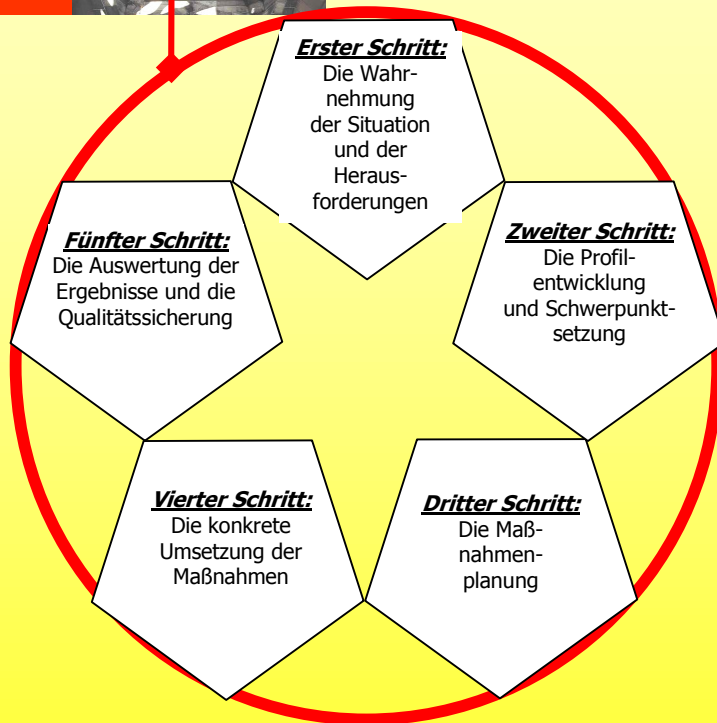 Erster Schritt:
Die Wahr-
nehmung
der Situation
und der
Heraus-
forderungen
Zweiter Schritt:
Die Profil-
entwicklung
und Schwerpunkt-
setzung
Dritter Schritt:
Die Maß-
nahmen-
planung
Vierter Schritt:
Die konkrete
Umsetzung der
Maßnahmen
Fünfter Schritt:
Die Auswertung der
Ergebnisse und die
Qualitätssicherung